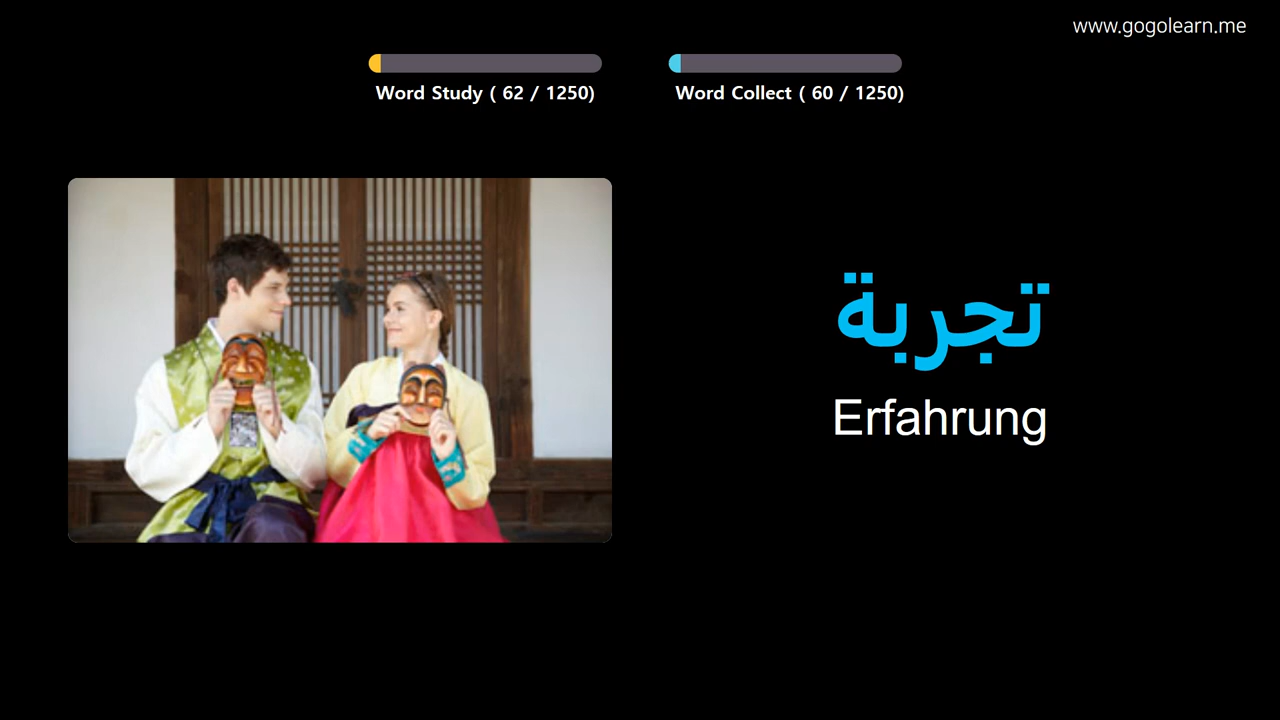 www.gogolearn.me
Word Study ( 62 / 1250)
Word Collect ( 60 / 1250)
تجربة
Erfahrung